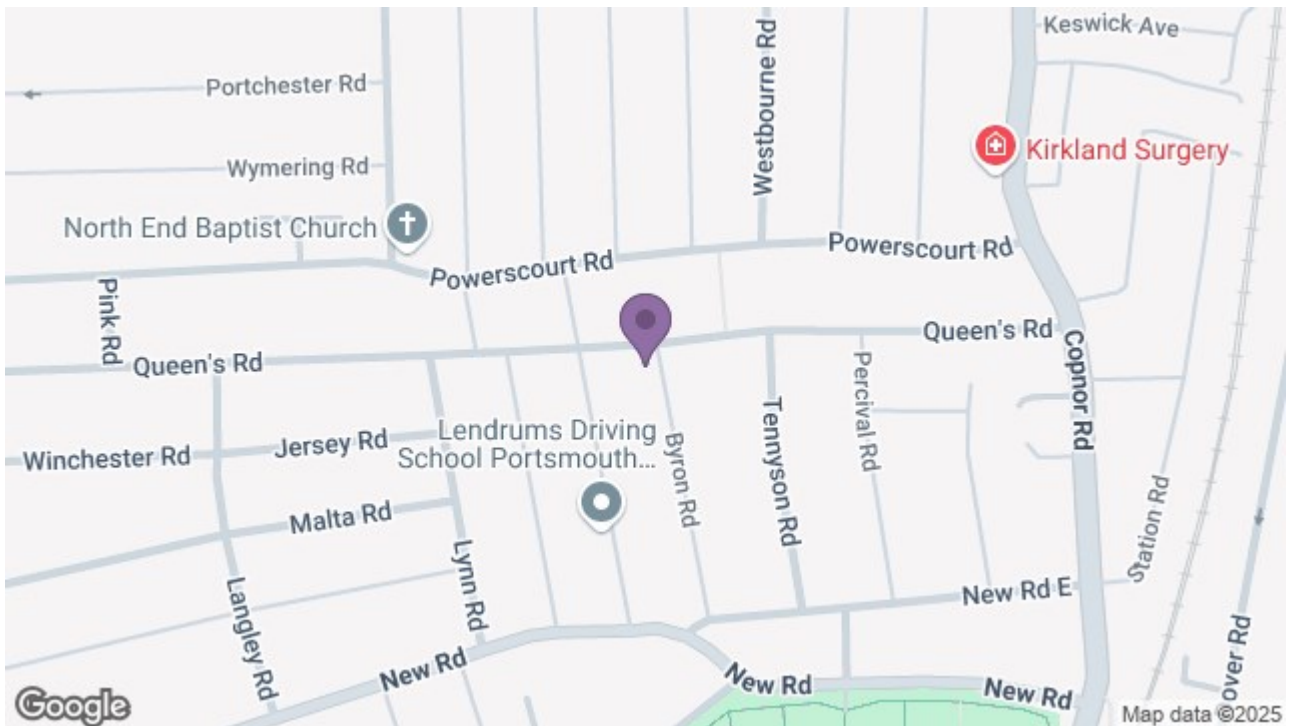 Keswick Ave
Westbourne Rd
Portchester Rd
Kirkland Surgery
Wymering Rd
North End Baptist Church
Powerscourt Rd
Powerscourt Rd
Pink Rd
Queen's Rd
Queen's Rd
Copnor Rd
Percival Rd
Tennyson Rd
Lendrums Driving
School Portsmouth...
Byron Rd
Jersey Rd
Winchester Rd
Malta Rd
Station Rd
Lynn Rd
Langley Rd
New Rd E
New Rd
New Rd
New Rd
over Rd
Google
Map data ©2025